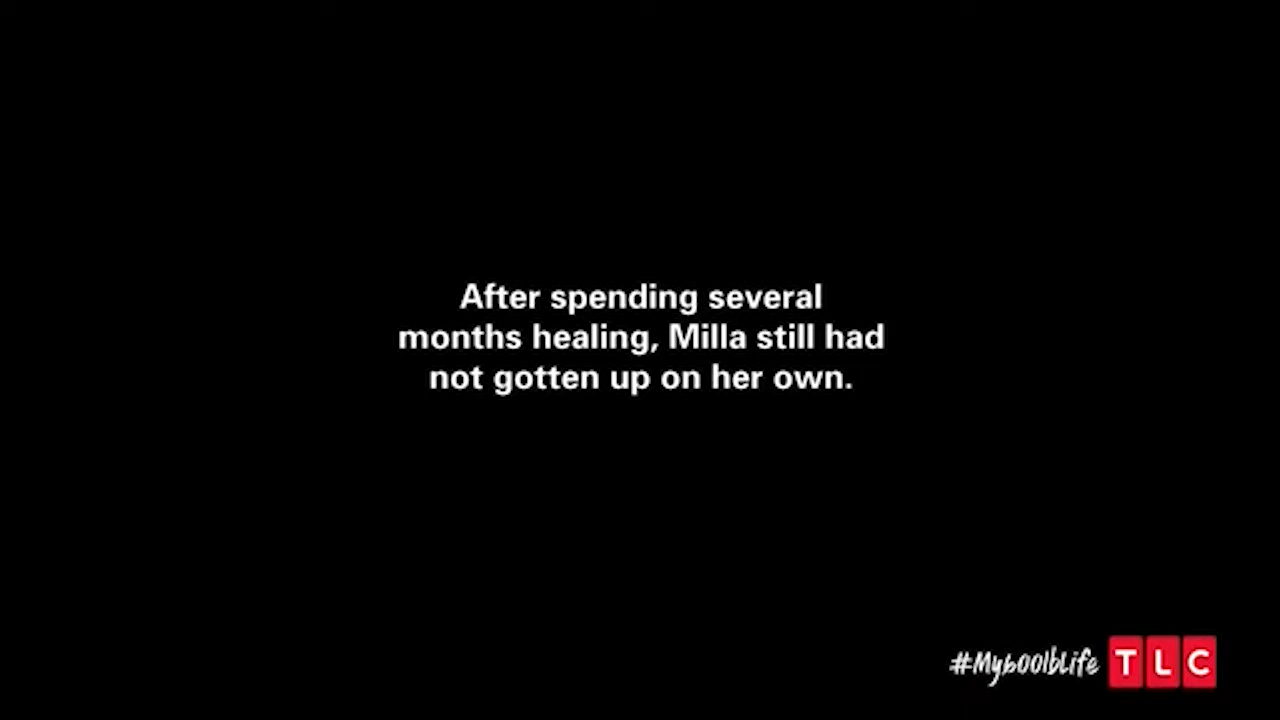 After spending several
months healing, Milla still had
not gotten up on her own.
#My600lbLife TLC